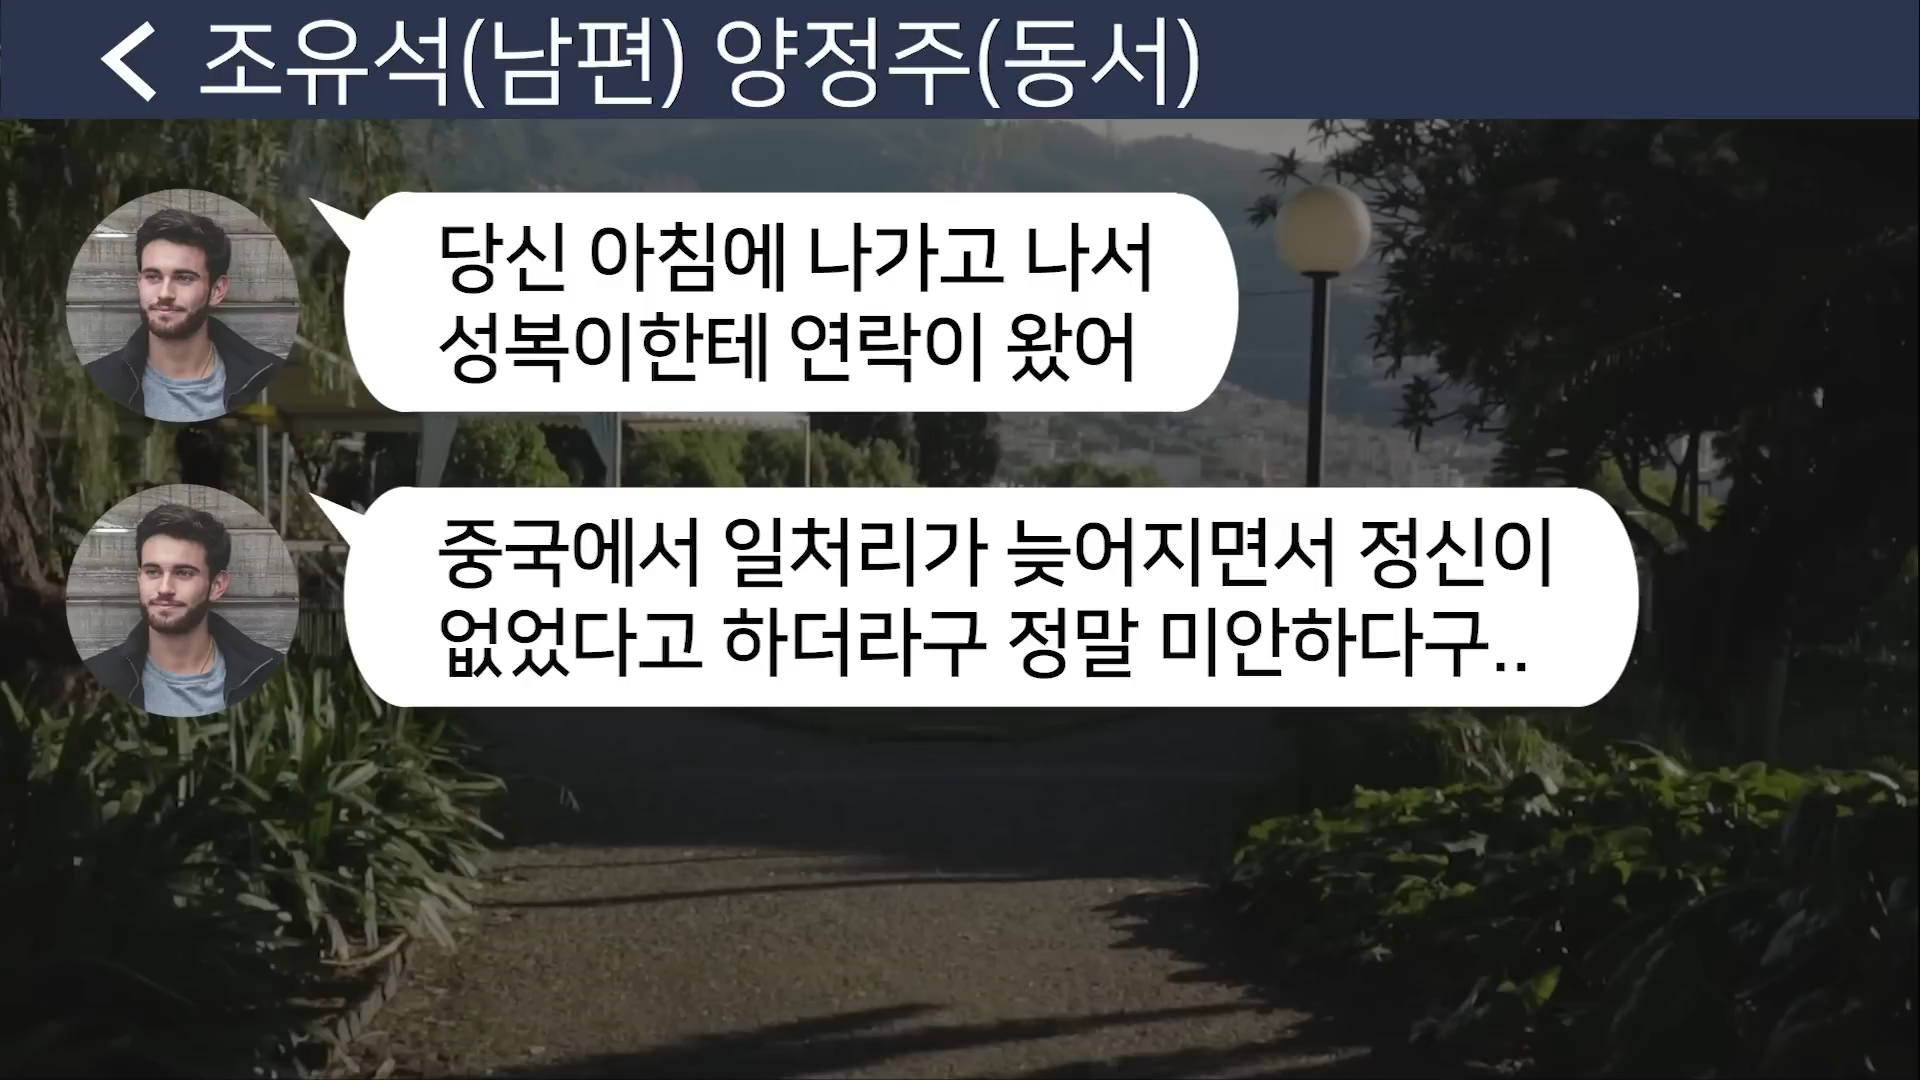 조유석(남편) 양정주(동서)
당신 아침에 나가고 나서
성복이한테 연락이 왔어
중국에서 일처리가 늦어지면서 정신이
없었다고 하더라구 정말 미안하다구..